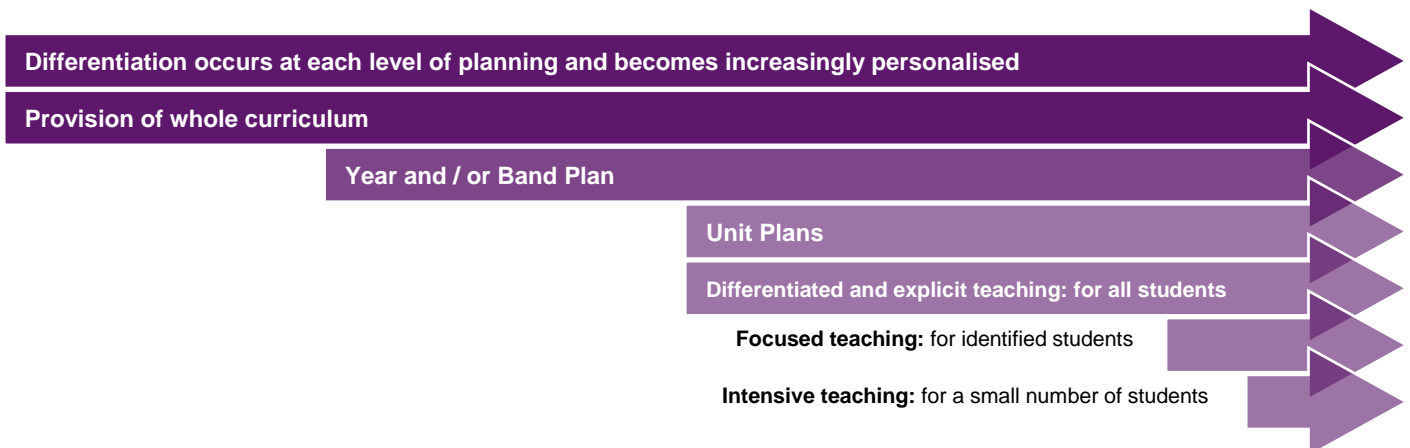 Differentiation occurs at each level of planning and becomes increasingly personalised
Provision of whole curriculum
Year and / or Band Plan
Unit Plans
Differentiated and explicit teaching: for all students
Focused teaching: for identified students
Intensive teaching: for a small number of students